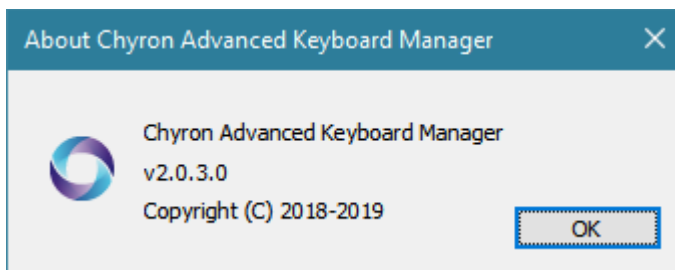 About Chyron Advanced Keyboard Manager
Chyron Advanced Keyboard Manager
v2.0.3.0
Copyright (C) 2018-2019
OK